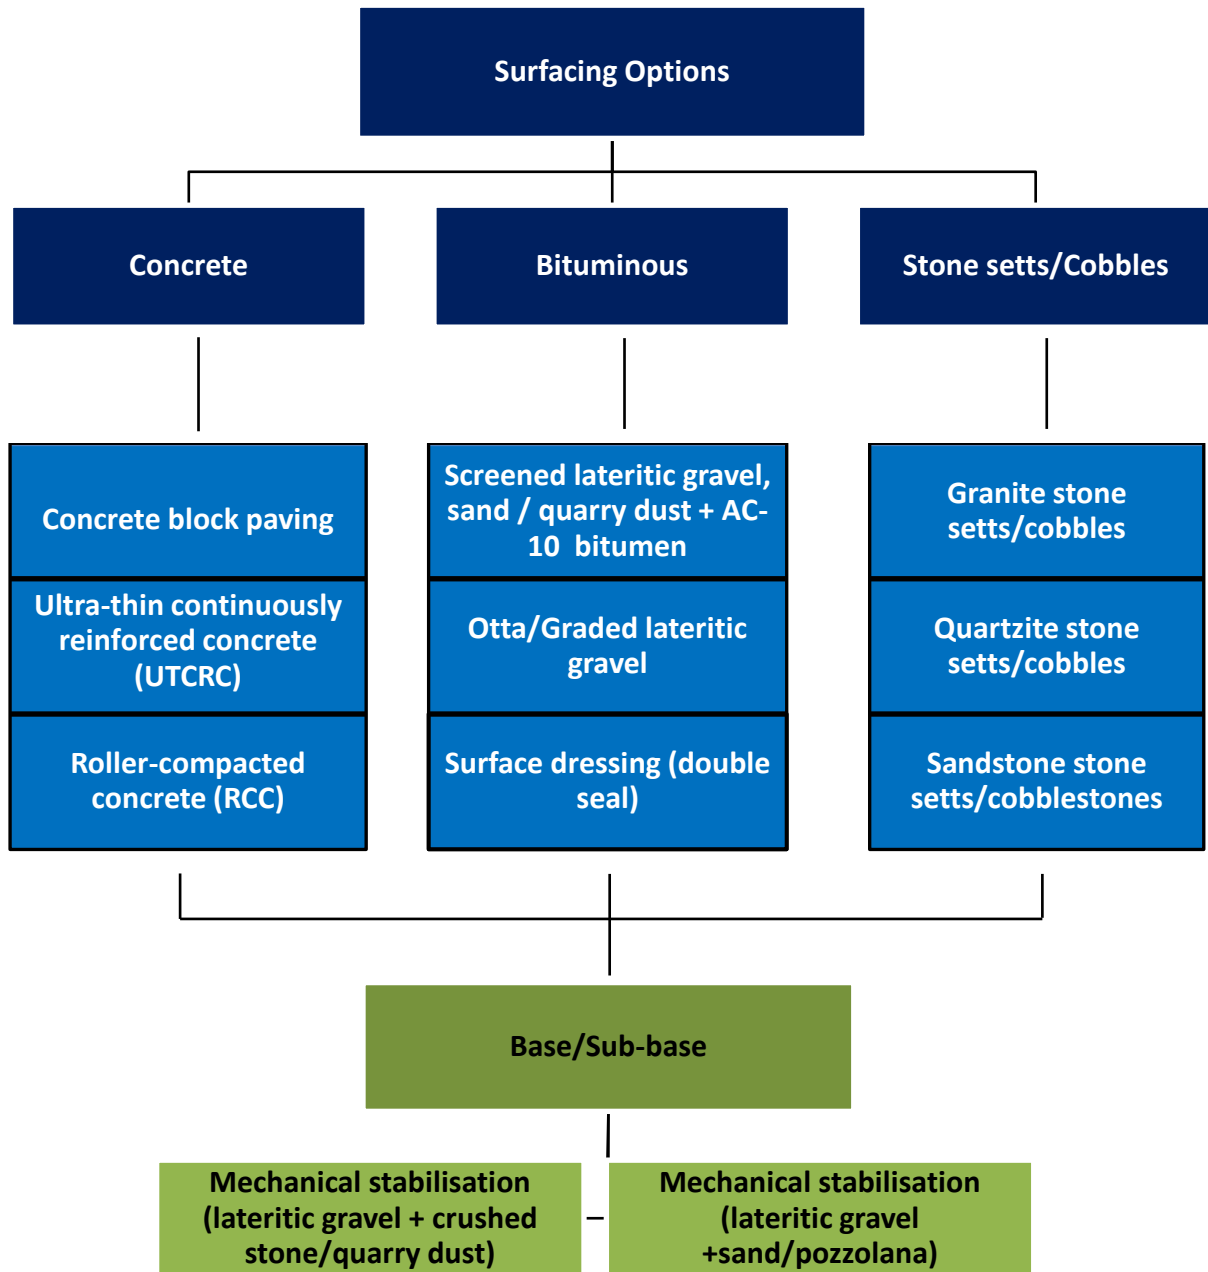 Surfacing Options
Concrete
Bituminous
Stone setts/Cobbles
Concrete block paving
Ultra-thin continuously
reinforced concrete
(UTCRC)
Roller-compacted
concrete (RCC)
Screened lateritic gravel,
sand / quarry dust + AC-
10  bitumen
Otta/Graded lateritic
gravel
Surface dressing (double
seal)
Granite stone
setts/cobbles
Quartzite stone
setts/cobbles
Sandstone stone
setts/cobblestones
Base/Sub-base
Mechanical stabilisation
(lateritic gravel + crushed
stone/quarry dust)
Mechanical stabilisation
(lateritic gravel
+sand/pozzolana)